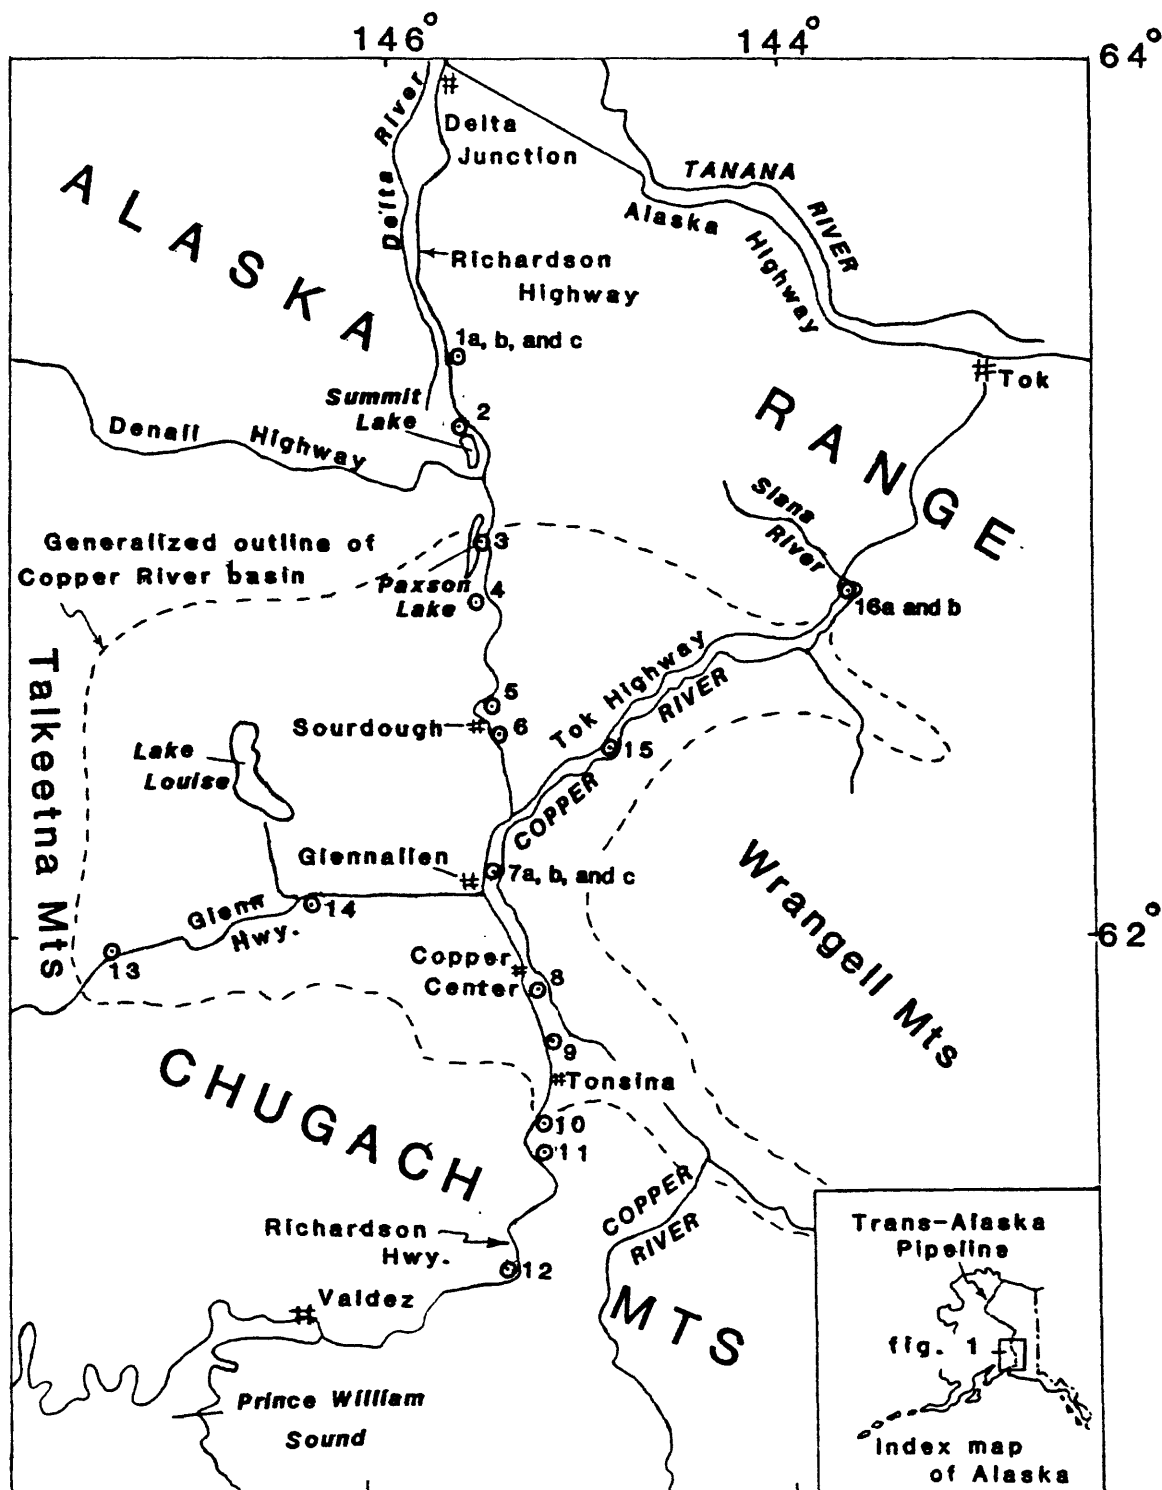 146°
144°
64°
Delta River
Delta
Junction
TANANA
RIVER
Alaska
Highway
ALASKA
Richardson
Highway
1a, b, and c
Tok
Summit
Lake
2
Denali Highway
RANGE
Slana
River
Generalized outline of
Copper River basin
3
Paxson
Lake
4
16a and b
Talkeetna Mts
5
Sourdough
6
Tok Highway
RIVER
15
Lake
Louise
COPPER
Glennallen
7a, b, and c
Wrangell Mts
Glenn
Hwy.
14
62°
13
Copper
Center
8
9
Tonsina
CHUGACH
10
11
COPPER
RIVER
Richardson
Hwy.
12
Valdez
MTS
Prince William
Sound
Trans-Alaska
Pipeline
fig. 1
Index map
of Alaska